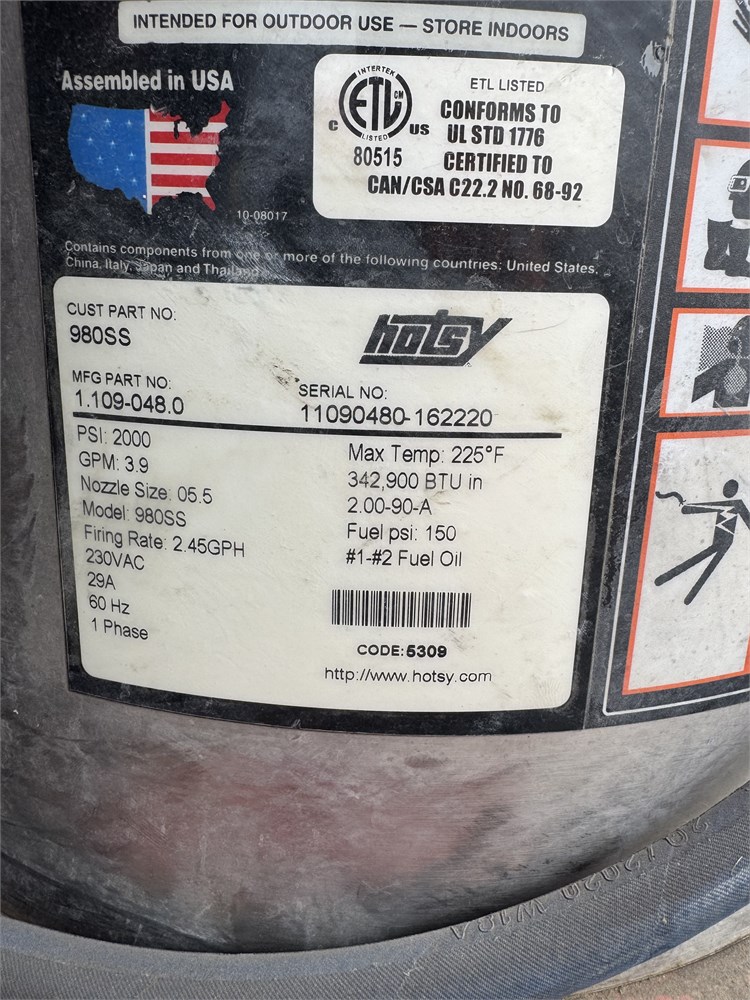 INTENDED FOR OUTDOOR USE — STORE INDOORS
Assembled in USA
10-08017
INTERTEK
ETL CM
LISTED
C US
80515
ETL LISTED
CONFORMS TO
UL STD 1776
CERTIFIED TO
CAN/CSA C22.2 NO. 68-92
Contains components from one or more of the following countries: United States,
China, Italy, Japan and Thailand
CUST PART NO:
980SS
hotsy
MFG PART NO:
1.109-048.0
SERIAL NO:
11090480-162220
PSI: 2000
GPM: 3.9
Nozzle Size: 05.5
Model: 980SS
Firing Rate: 2.45GPH
230VAC
29A
60 Hz
1 Phase
Max Temp: 225°F
342,900 BTU in
2.00-90-A
Fuel psi: 150
#1-#2 Fuel Oil
CODE:5309
http://www.hotsy.com